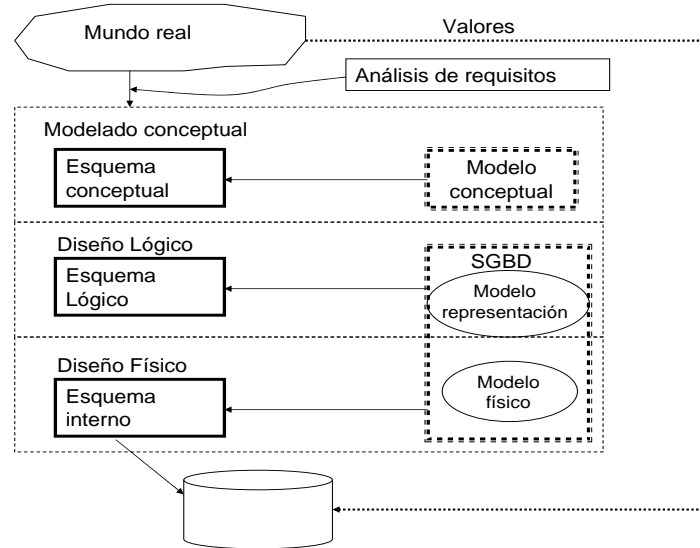 Mundo real
Valores
Análisis de requisitos
Modelado conceptual
Esquema
conceptual
Modelo
conceptual
Diseño Lógico
Esquema
Lógico
SGBD
Modelo
representación
Diseño Físico
Esquema
interno
Modelo
físico